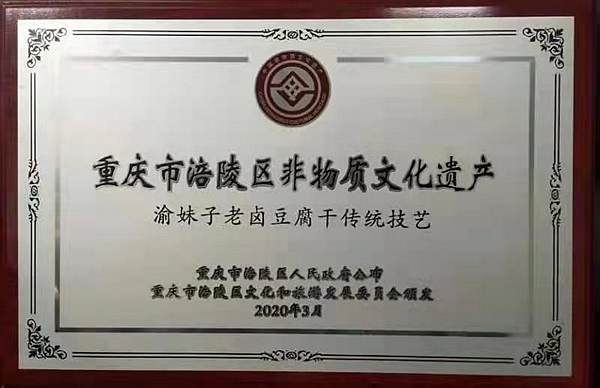 重庆市涪陵区非物质文化遗产
渝妹子老卤豆腐干传统技艺
重庆市涪陵区人民政府公布
重庆市涪陵区文化和旅游发展委员会颁发
2020年3月